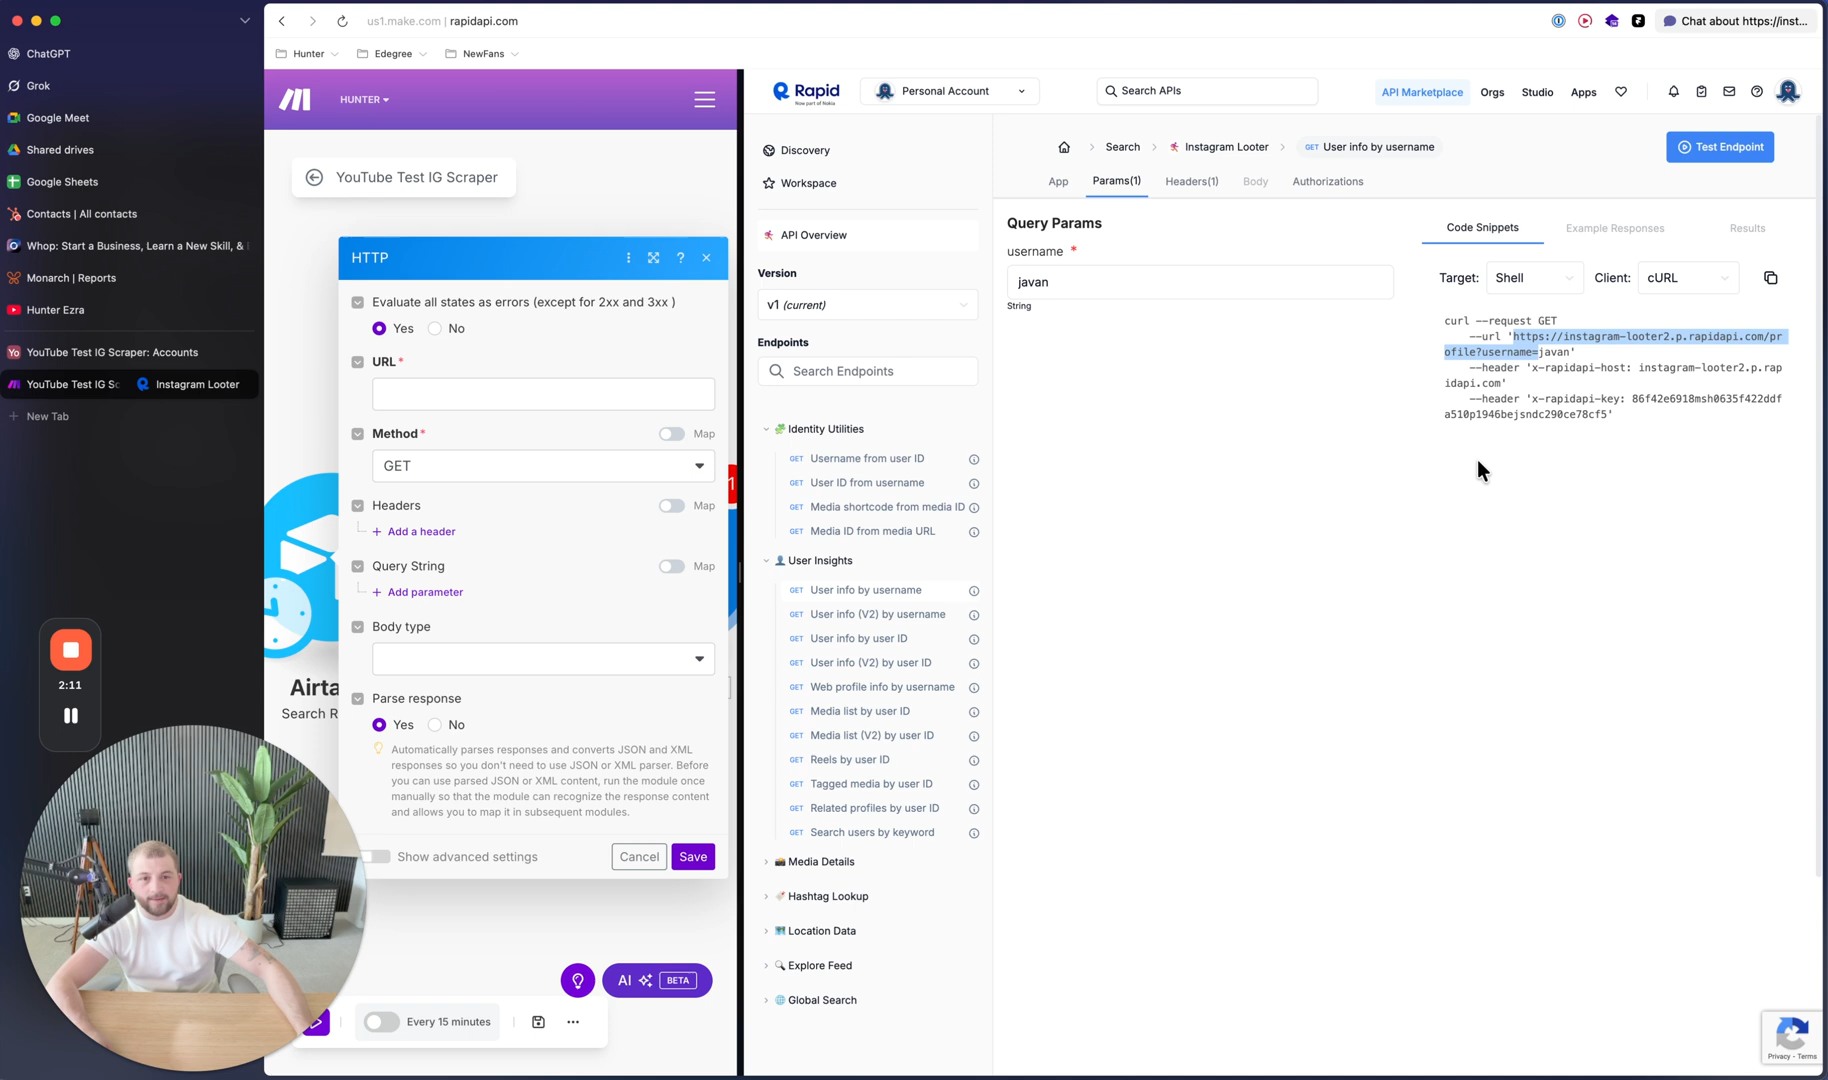 us1.make.com | rapidapi.com
Chat about https://inst...
ChatGPT
Hunter
Edegree
NewFans
Grok
Google Meet
Shared drives
Google Sheets
Contacts | All contacts
Whop: Start a Business, Learn a New Skill, &
Monarch | Reports
Hunter Ezra
YouTube Test IG Scraper: Accounts
YouTube Test IG Sc
Instagram Looter
New Tab
2:11
HUNTER
YouTube Test IG Scraper
HTTP
Evaluate all states as errors (except for 2xx and 3xx )
Yes
No
URL*
Method*
Map
GET
Headers
Map
+ Add a header
Query String
Map
+ Add parameter
Body type
Parse response
Yes
No
Automatically parses responses and converts JSON and XML
responses so you don't need to use JSON or XML parser. Before
you can use parsed JSON or XML content, run the module once
manually so that the module can recognize the response content
and allows you to map it in subsequent modules.
Show advanced settings
Cancel
Save
Airta
Search R
1
AI
BETA
Every 15 minutes
Rapid
Now part of Nokia
Personal Account
Search APIs
API Marketplace
Orgs
Studio
Apps
Discovery
Workspace
API Overview
Version
v1 (current)
Endpoints
Search Endpoints
Identity Utilities
GET Username from user ID
GET User ID from username
GET Media shortcode from media ID
GET Media ID from media URL
User Insights
GET User info by username
GET User info (V2) by username
GET User info by user ID
GET User info (V2) by user ID
GET Web profile info by username
GET Media list by user ID
GET Media list (V2) by user ID
GET Reels by user ID
GET Tagged media by user ID
GET Related profiles by user ID
GET Search users by keyword
Media Details
Hashtag Lookup
Location Data
Explore Feed
Global Search
Search
Instagram Looter
GET User info by username
Test Endpoint
App
Params(1)
Headers(1)
Body
Authorizations
Query Params
username *
javan
String
Code Snippets
Example Responses
Results
Target:
Shell
Client:
cURL
curl --request GET
--url 'https://instagram-looter2.p.rapidapi.com/pr
ofile?username=javan'
--header 'x-rapidapi-host: instagram-looter2.p.rap
idapi.com'
--header 'x-rapidapi-key: 86f42e6918msh0635f422ddf
a510p1946bejsndc290ce78cf5'
Privacy - Terms